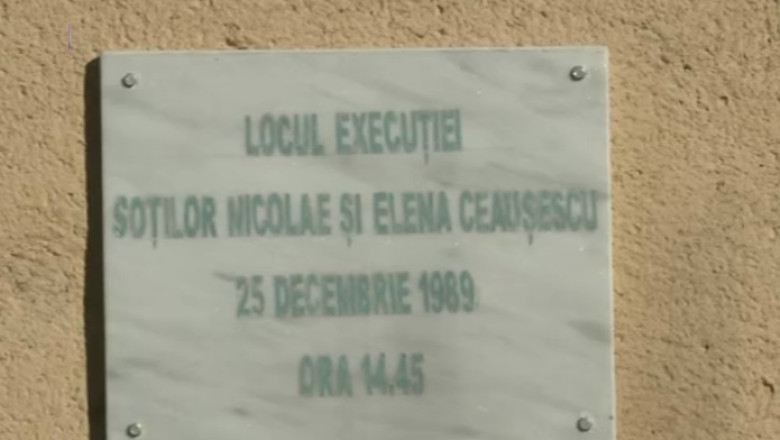 LOCUL EXECUȚIEI
SOȚILOR NICOLAE ȘI ELENA CEAUȘESCU
25 DECEMBRIE 1989
ORA 14.45